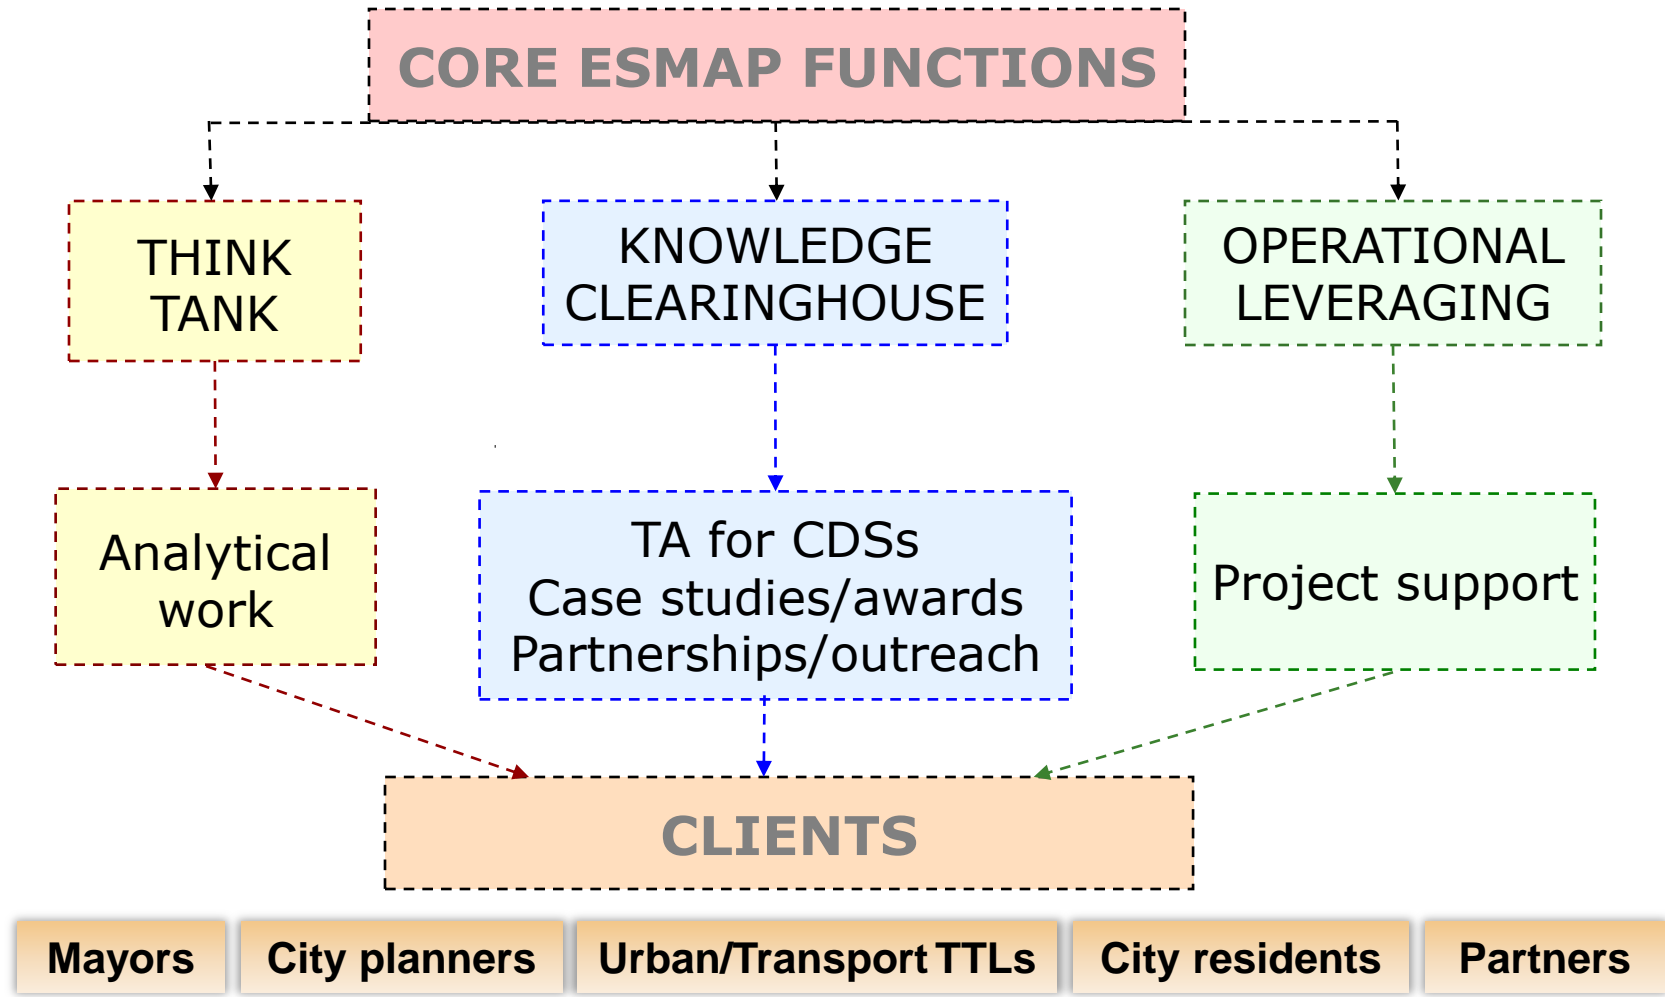 CORE ESMAP FUNCTIONS
THINK
TANK
KNOWLEDGE
CLEARINGHOUSE
OPERATIONAL
LEVERAGING
Analytical
work
TA for CDSs
Case studies/awards
Partnerships/outreach
Project support
CLIENTS
Mayors
City planners
Urban/Transport TTLs
City residents
Partners